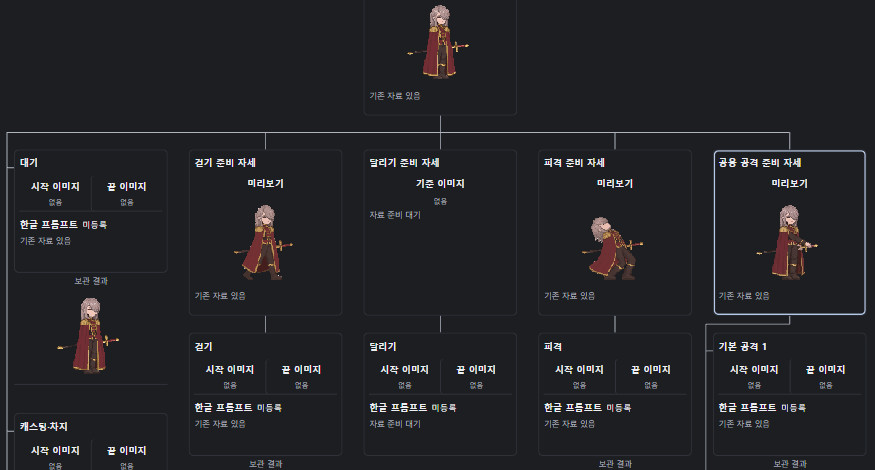 기존 자료 있음
대기
시작 이미지
끝 이미지
없음
없음
한글 프롬프트 미등록
기존 자료 있음
보관 결과
캐스팅·차지
시작 이미지
끝 이미지
없음
없음
걷기 준비 자세
미리보기
기존 자료 있음
걷기
시작 이미지
끝 이미지
없음
없음
한글 프롬프트 미등록
기존 자료 있음
보관 결과
달리기 준비 자세
기준 이미지
없음
자료 준비 대기
달리기
시작 이미지
끝 이미지
없음
없음
한글 프롬프트 미등록
자료 준비 대기
피격 준비 자세
미리보기
기존 자료 있음
피격
시작 이미지
끝 이미지
없음
없음
한글 프롬프트 미등록
기존 자료 있음
보관 결과
공용 공격 준비 자세
미리보기
기존 자료 있음
기본 공격 1
시작 이미지
끝 이미지
없음
없음
한글 프롬프트 미등록
기존 자료 있음
보관 결과